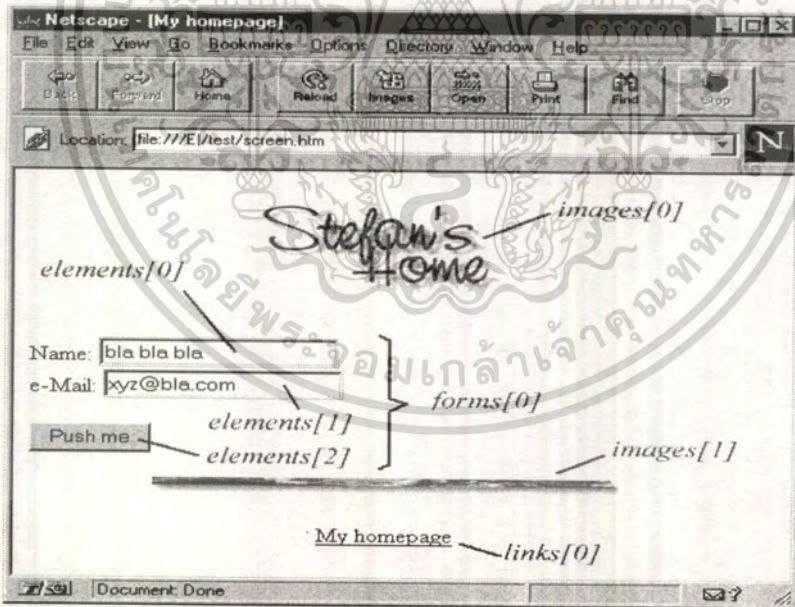 Netscape - [My homepage]
File Edit View Go Bookmarks Options Directory Window Help
Back Forward Home Reload Images Open Print Find Stop
Location: file:///E|/test/screen.htm
N
Stefan's
Home
images[0]
elements[0]
Name: bla bla bla
e-Mail: xyz@bla.com
forms[0]
elements[1]
Push me
elements[2]
images[1]
My homepage
links[0]
Document: Done